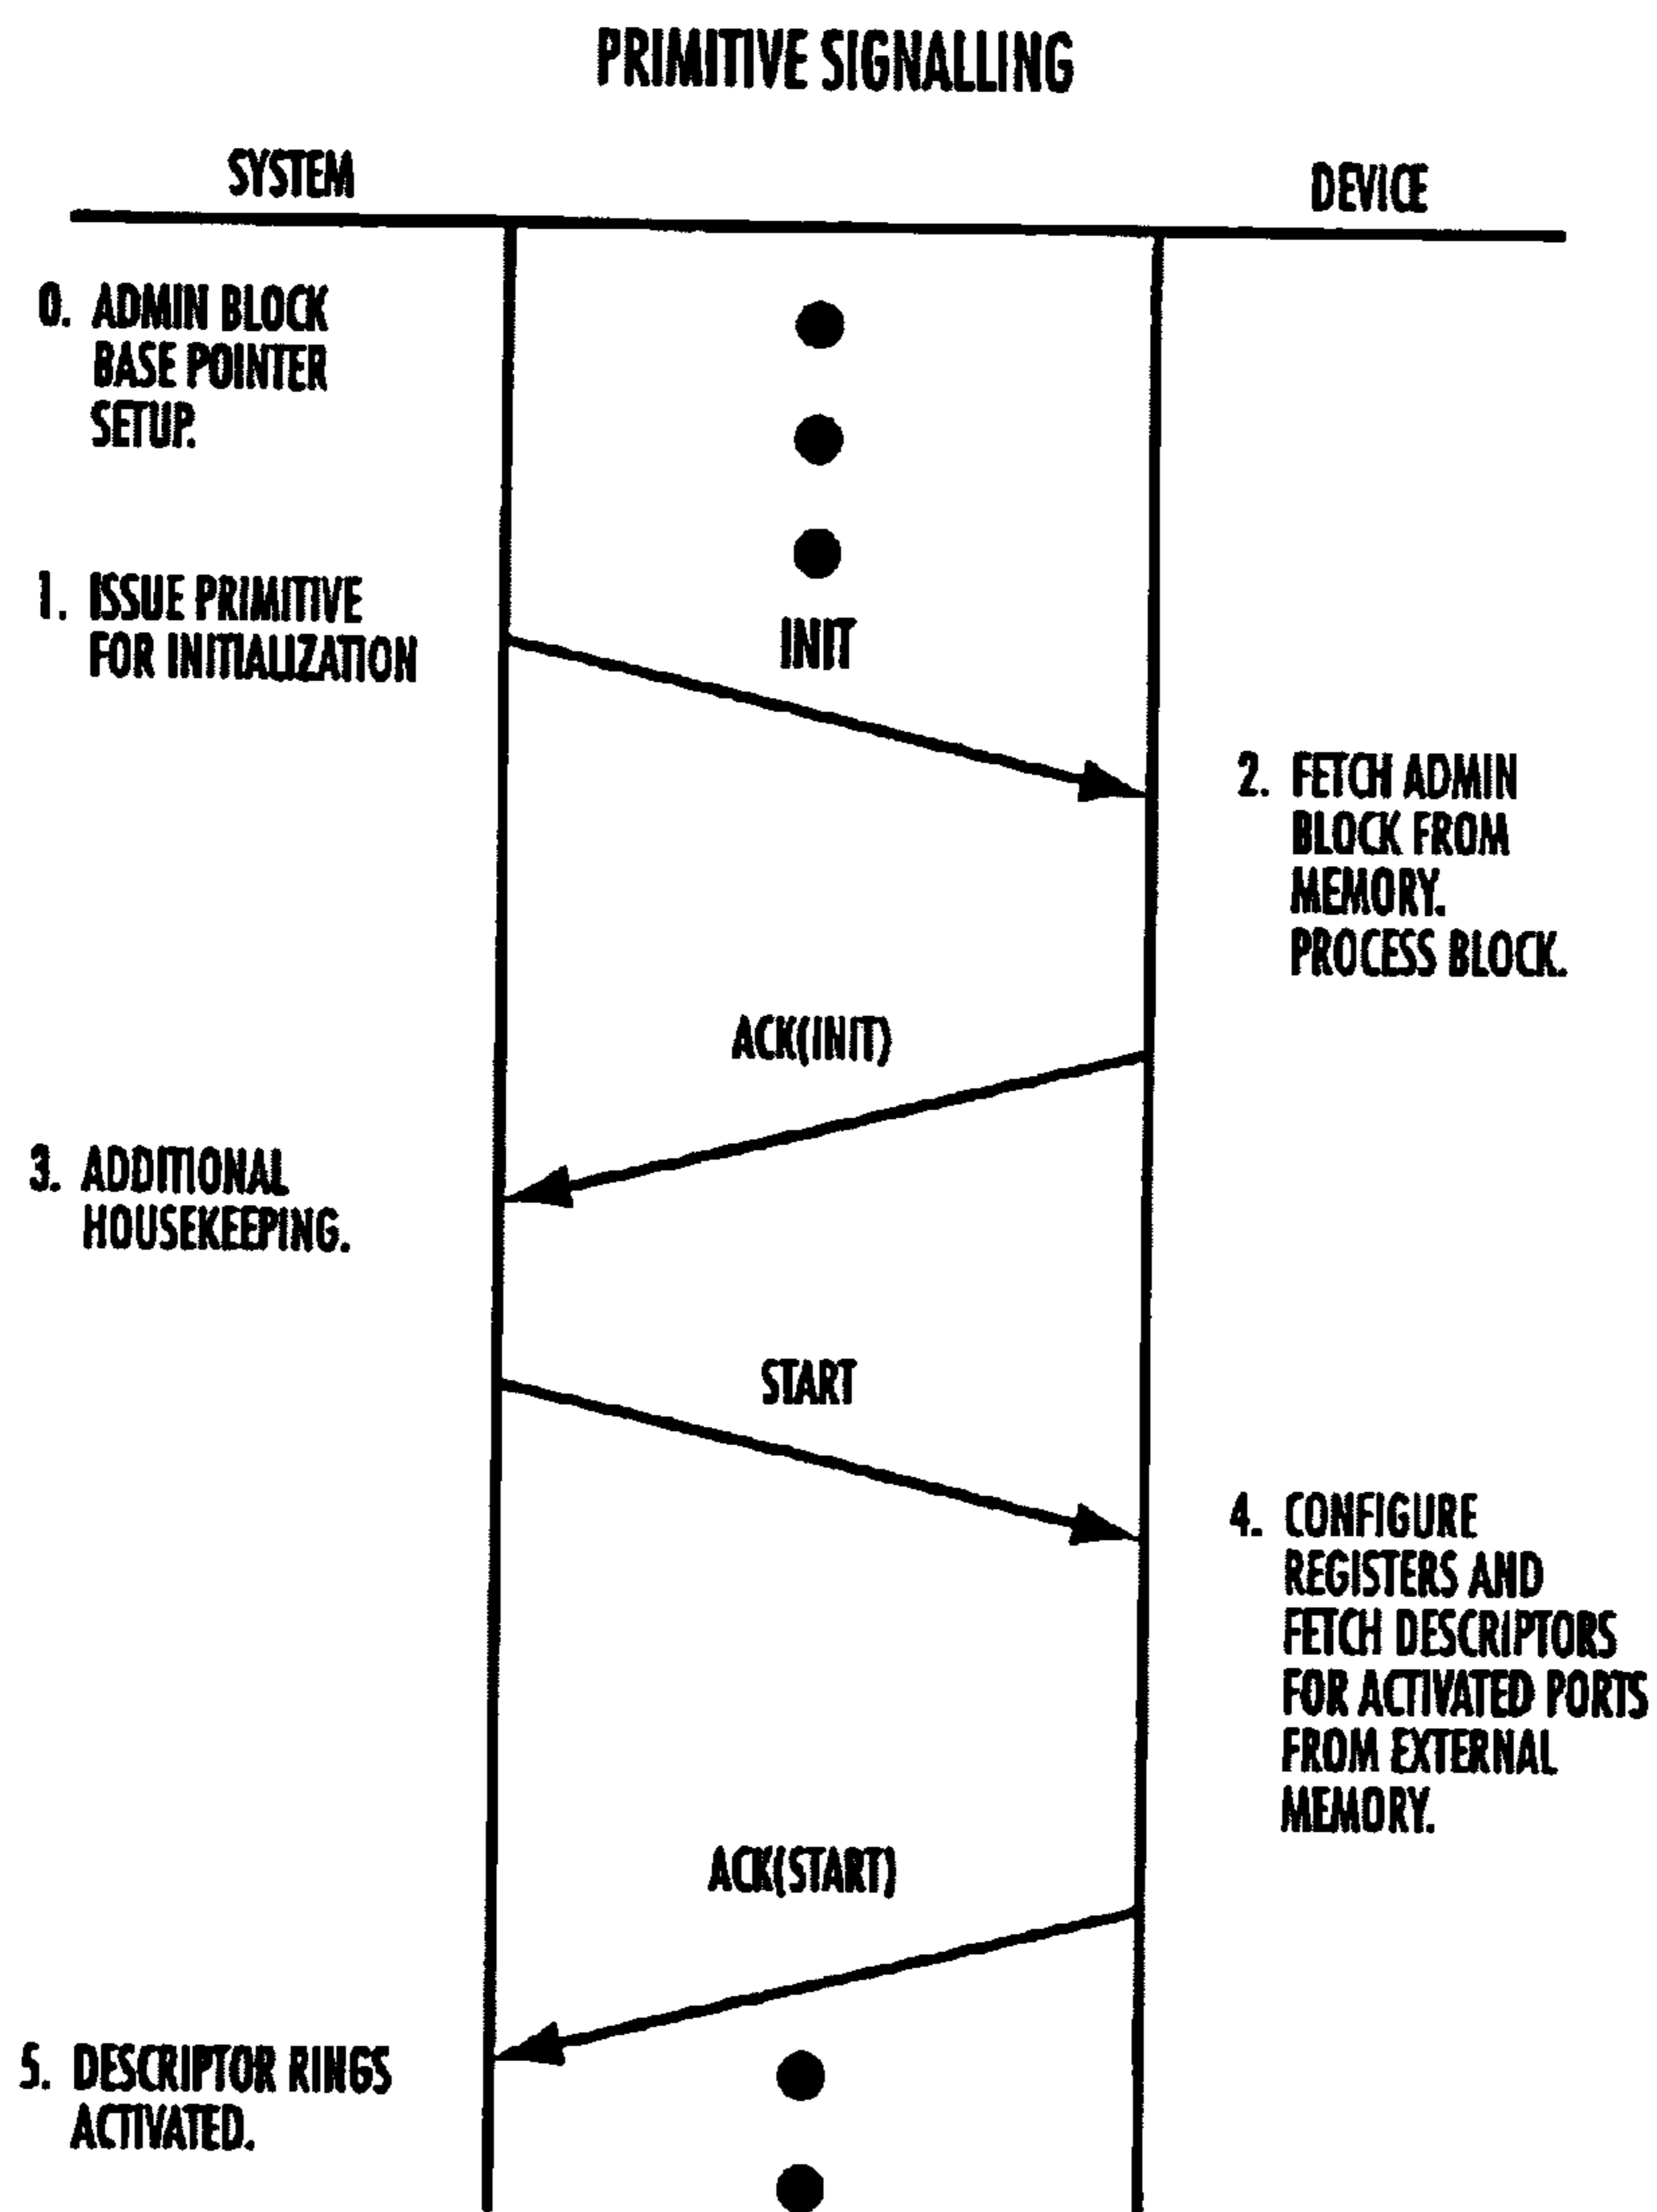 PRIMITIVE SIGNALLING
SYSTEM
DEVICE
0. ADMIN BLOCK
BASE POINTER
SETUP.
1. ISSUE PRIMITIVE
FOR INITIALIZATION
INIT
2. FETCH ADMIN
BLOCK FROM
MEMORY.
PROCESS BLOCK.
ACK(INIT)
3. ADDITIONAL
HOUSEKEEPING.
START
4. CONFIGURE
REGISTERS AND
FETCH DESCRIPTORS
FOR ACTIVATED PORTS
FROM EXTERNAL
MEMORY.
ACK(START)
5. DESCRIPTOR RINGS
ACTIVATED.